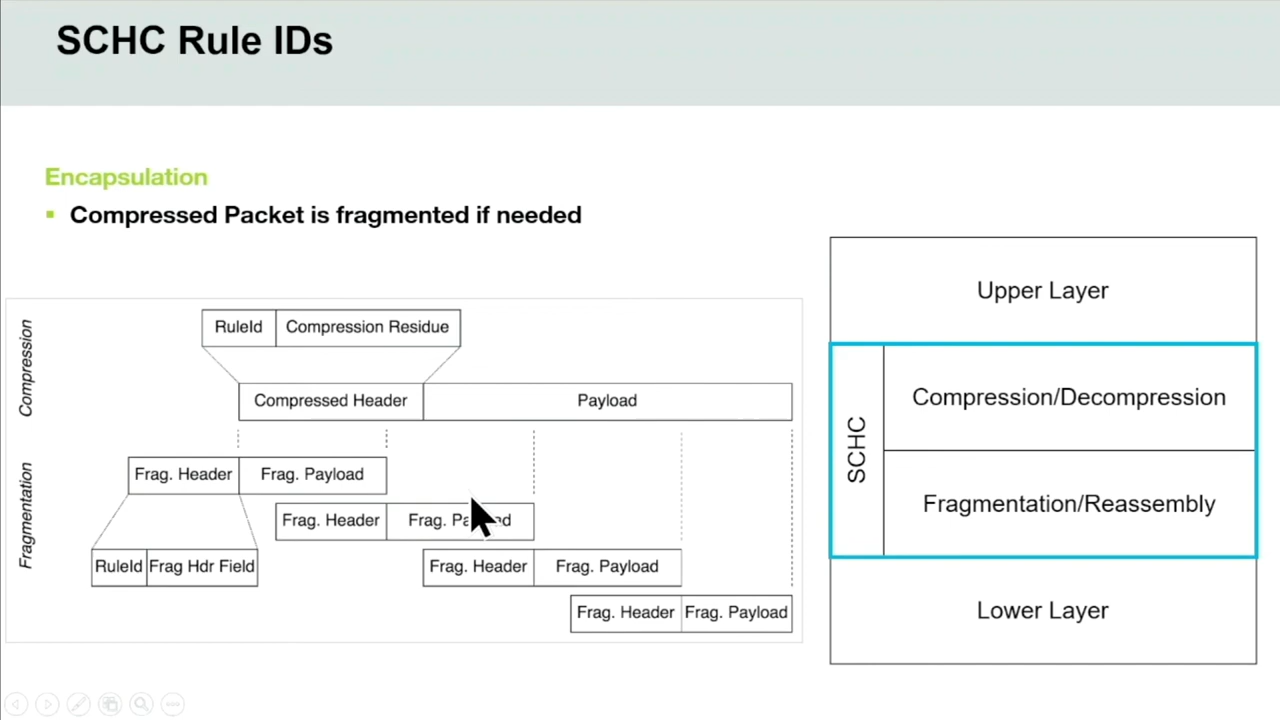 SCHC Rule IDs
Encapsulation
Compressed Packet is fragmented if needed
Compression
RuleId
Compression Residue
Compressed Header
Payload
Fragmentation
Frag. Header
Frag. Payload
Frag. Header
RuleId
Frag Hdr Field
Frag. Header
Frag. Payload
Frag. Header
Frag. Payload
Upper Layer
SCHC
Compression/Decompression
Fragmentation/Reassembly
Lower Layer